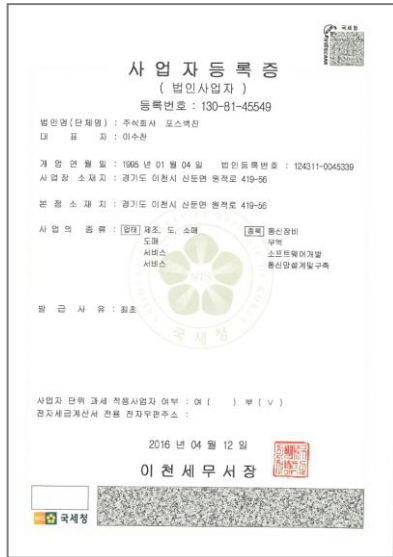 국세청
사업자등록증
( 법인사업자 )
등록번호 : 130-81-45549
법인명(단체명) : 주식회사 포스벡진
대 표 자 : 이수찬
개 업 연 월 일 : 1995 년 01 월 04 일 법인등록번호 : 124311-0045339
사업장 소재지 : 경기도 이천시 신둔면 원적로 419-56
본 점 소 재 지 : 경기도 이천시 신둔면 원적로 419-56
사 업 의 종 류 : 업태 제조, 도, 소매 종목 통신장비
도매 무역
서비스 소프트웨어개발
서비스 통신망설계및구축
발 급 사 유 : 최초
NTS
국세청
사업자 단위 과세 적용사업자 여부 : 여 ( ) 부 ( ∨ )
전자세금계산서 전용 전자우편주소 :
2016 년 04 월 12 일
이천세무서장
국세청